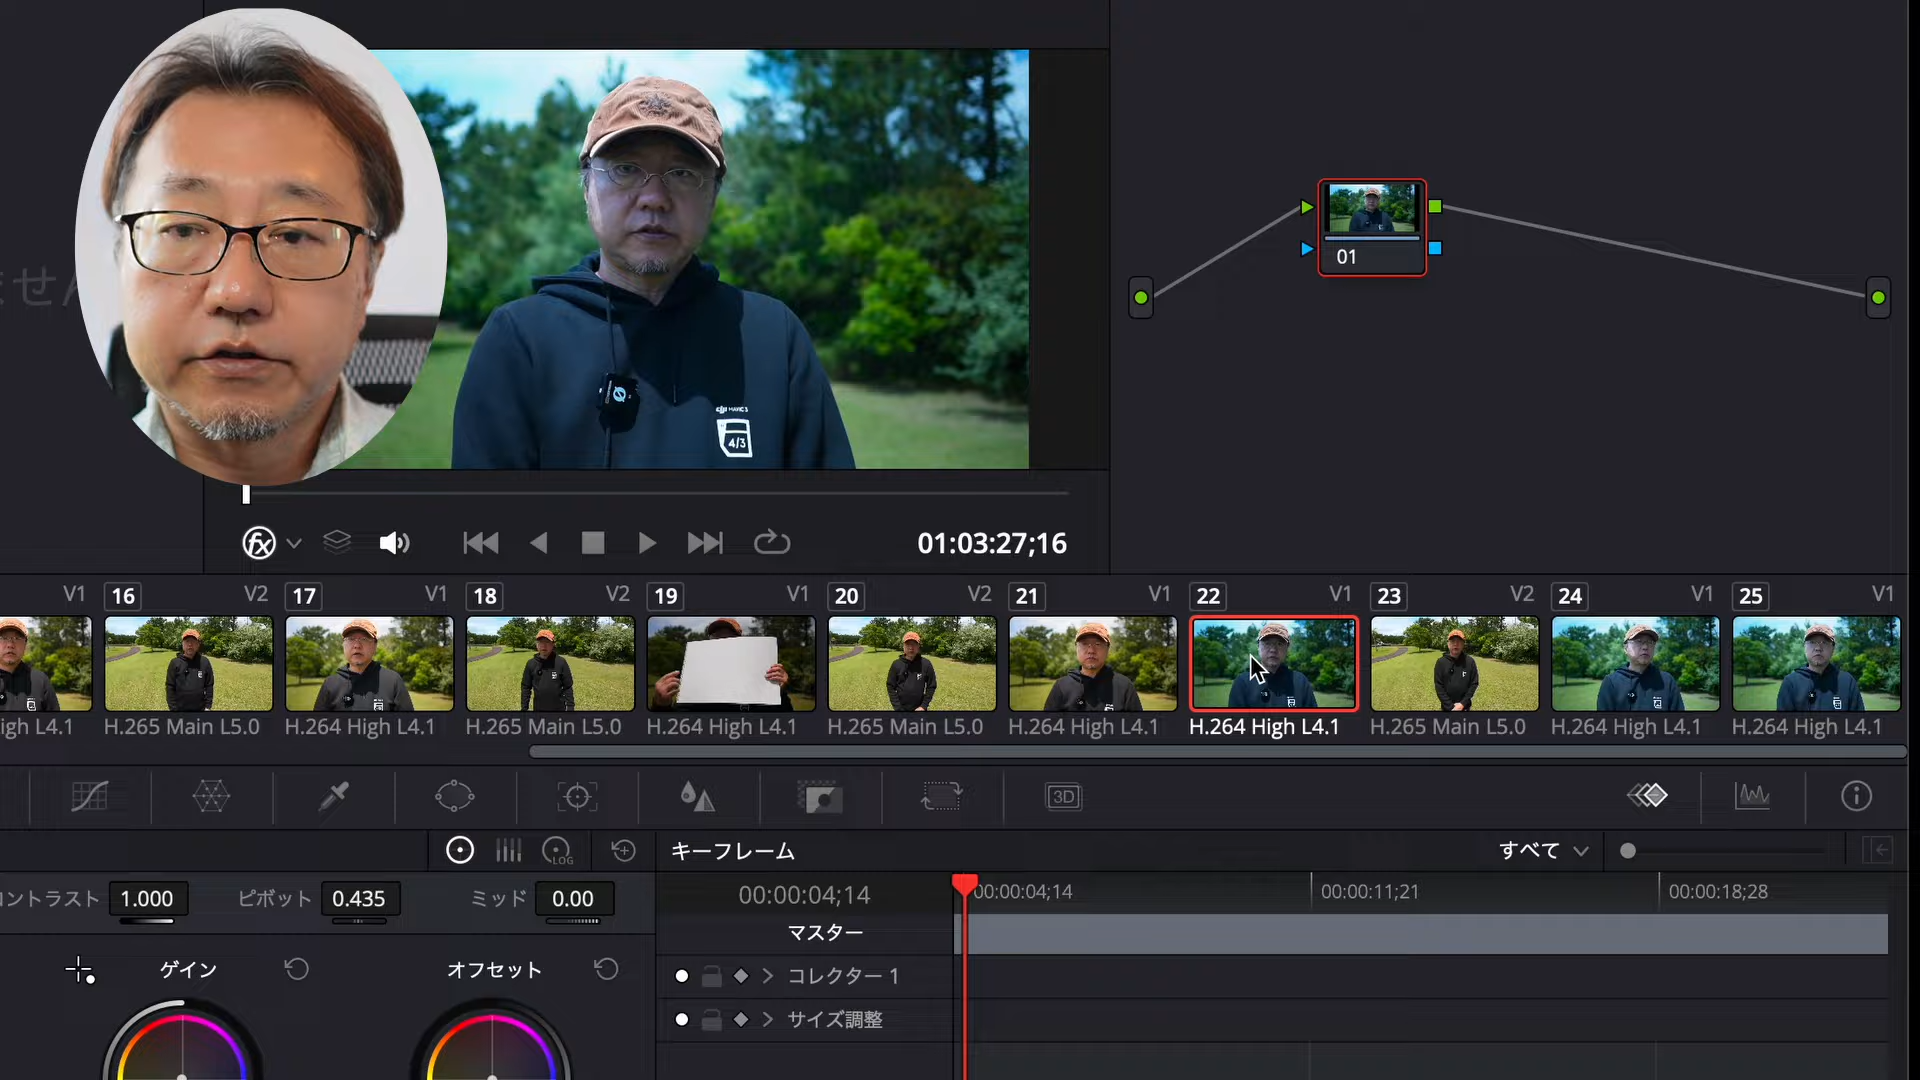 ません
4/3
01
01:03:27;16
V1
16 V2
17 V1
18 V2
19 V1
20 V2
21 V1
22 V1
23 V2
24 V1
25 V1
igh L4.1
H.265 Main L5.0
H.264 High L4.1
H.265 Main L5.0
H.264 High L4.1
H.265 Main L5.0
H.264 High L4.1
H.264 High L4.1
H.265 Main L5.0
H.264 High L4.1
H.264 High L4.1
3D
LOG
キーフレーム
すべて
ントラスト 1.000
ピボット 0.435
ミッド 0.00
00:00:04;14
00:00:04;14
00:00:11;21
00:00:18;28
マスター
ゲイン
オフセット
コレクター 1
サイズ調整